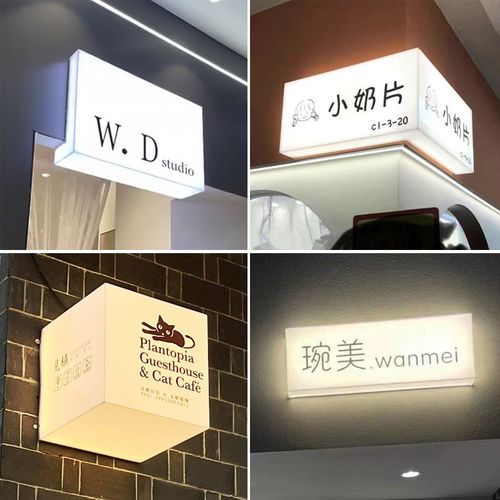 W. D studio
小奶片
c1-3-20
小奶片
Plantopia
Guesthouse
& Cat Café
琬美.wanmei